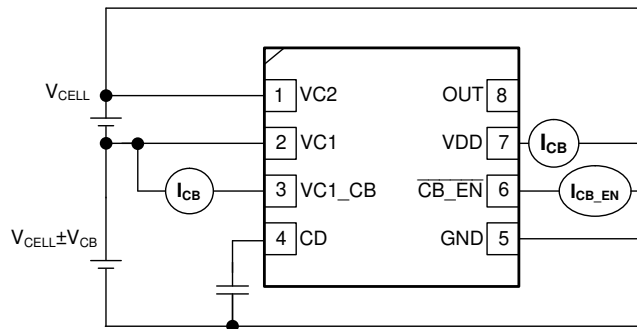 V_CELL
1 VC2
OUT 8
2 VC1
VDD 7
I_CB
I_CB
3 VC1_CB
CB_EN 6
I_CB_EN
V_CELL±V_CB
4 CD
GND 5